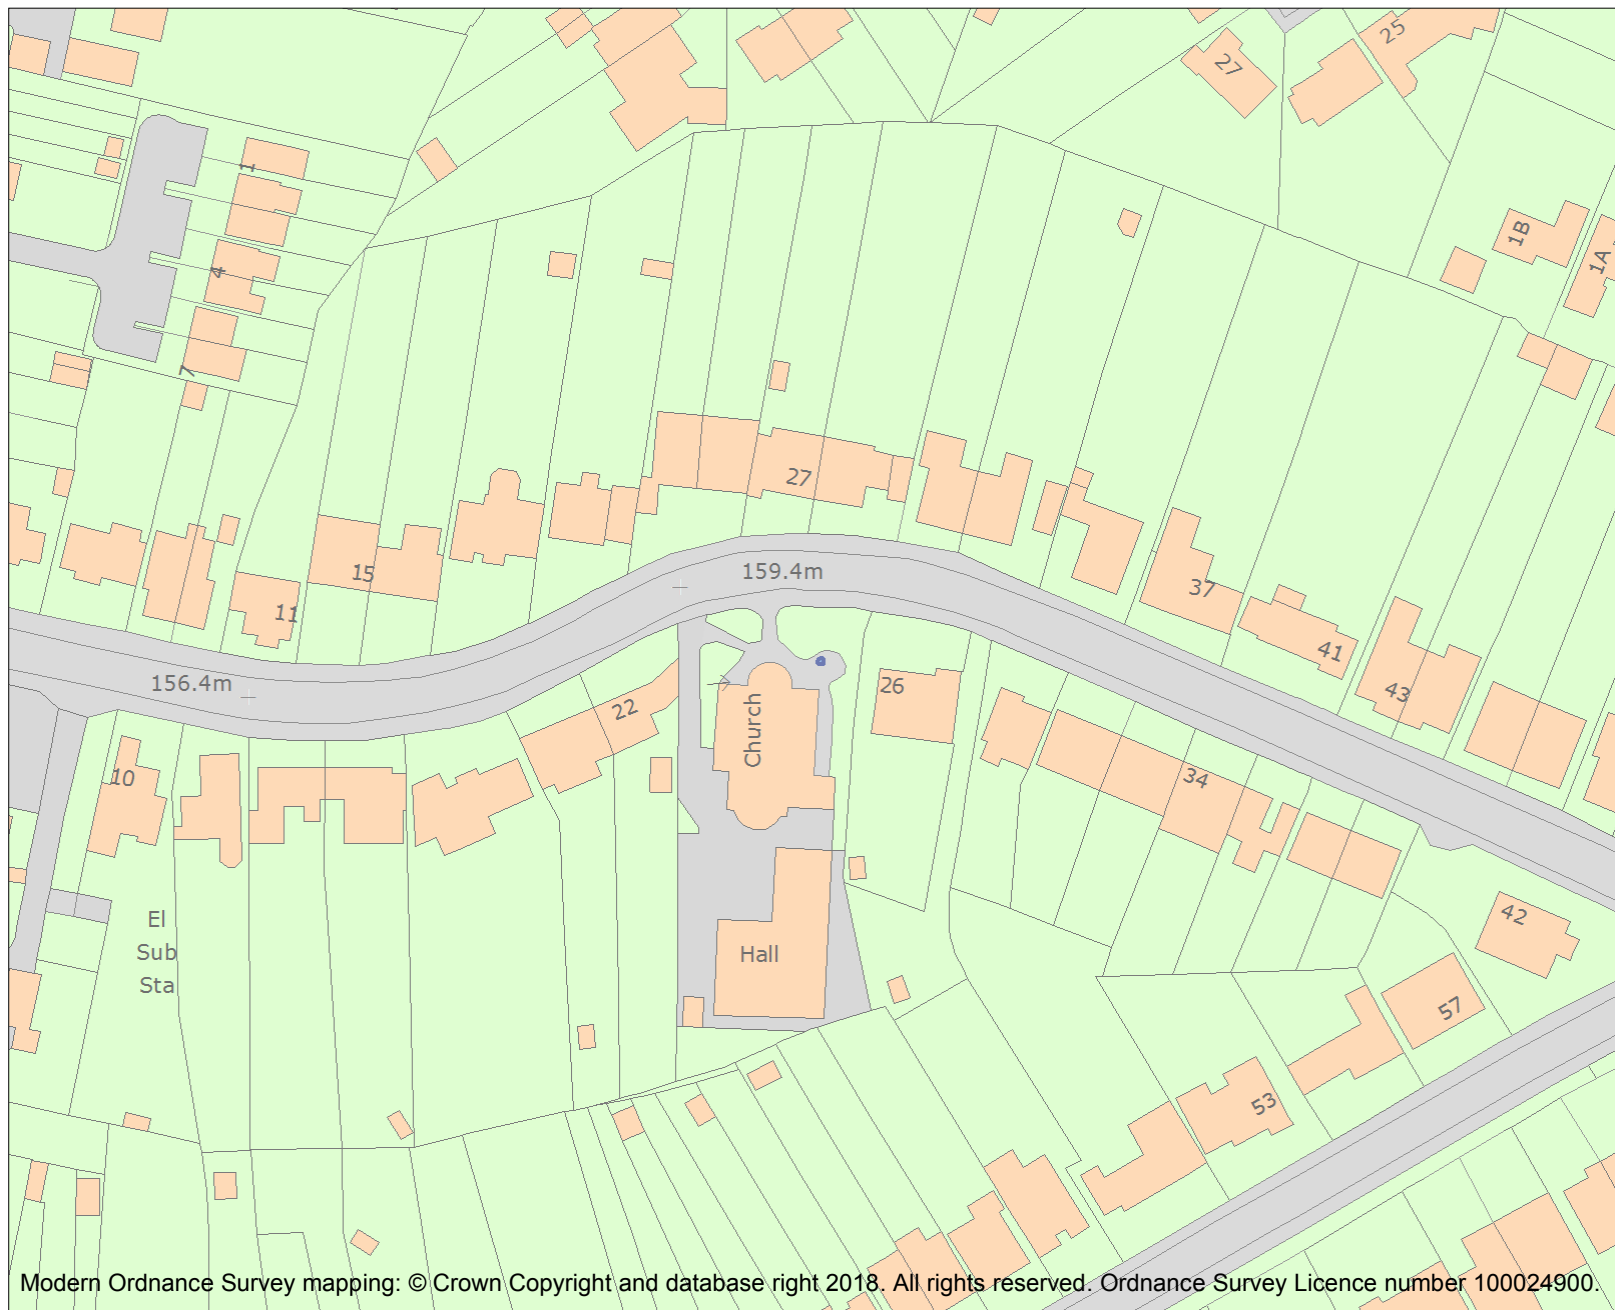 25
27
1
1B
1A
4
7
27
15
159.4m
37
11
41
156.4m
26
43
22
Church
10
34
42
El
Sub
Sta
Hall
57
53
Modern Ordnance Survey mapping: © Crown Copyright and database right 2018. All rights reserved. Ordnance Survey Licence number 100024900.